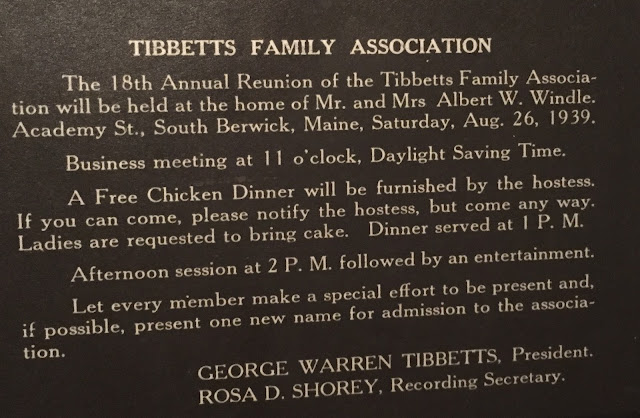 TIBBETTS FAMILY ASSOCIATION
The 18th Annual Reunion of the Tibbetts Family Associa-
tion will be held at the home of Mr. and Mrs Albert W. Windle.
Academy St., South Berwick, Maine, Saturday, Aug. 26, 1939.
Business meeting at 11 o'clock, Daylight Saving Time.
A Free Chicken Dinner will be furnished by the hostess.
If you can come, please notify the hostess, but come any way.
Ladies are requested to bring cake. Dinner served at 1 P. M.
Afternoon session at 2 P. M. followed by an entertainment.
Let every member make a special effort to be present and,
if possible, present one new name for admission to the associa-
tion.
GEORGE WARREN TIBBETTS, President.
ROSA D. SHOREY, Recording Secretary.